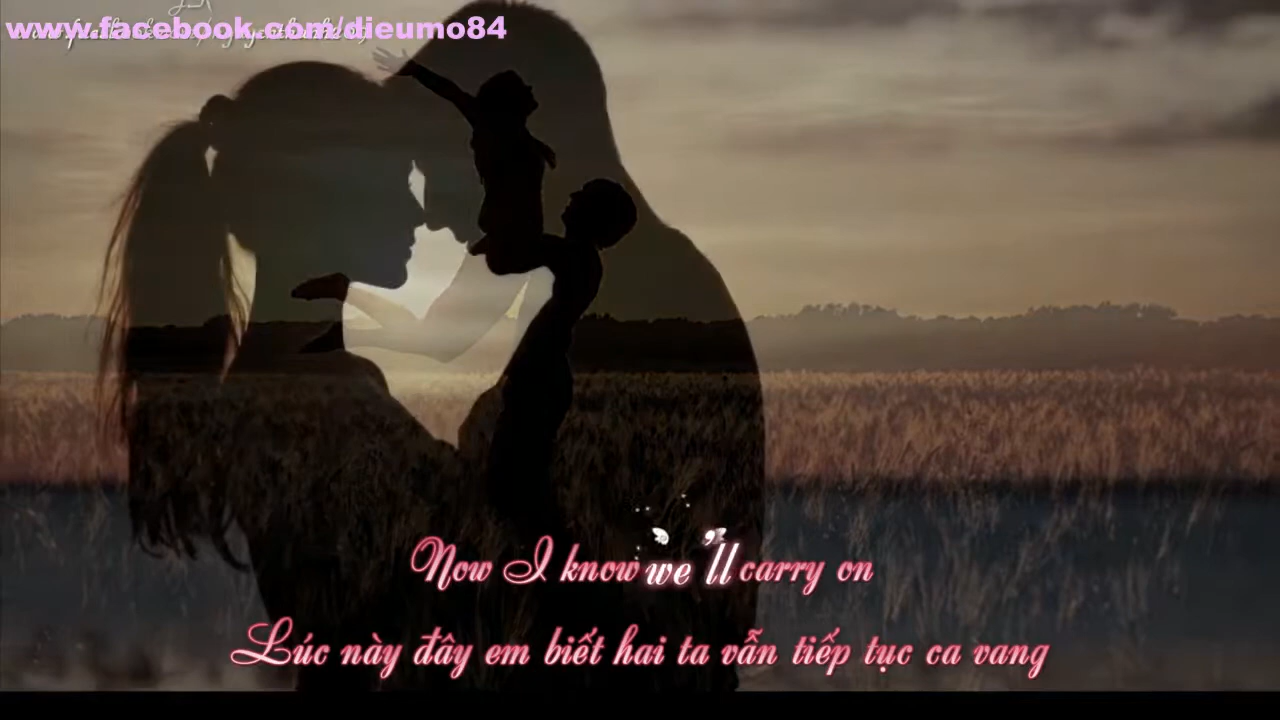 www.facebook.com/dieumo84
Now I know we'll carry on
Lúc này đây em biết hai ta vẫn tiếp tục ca vang